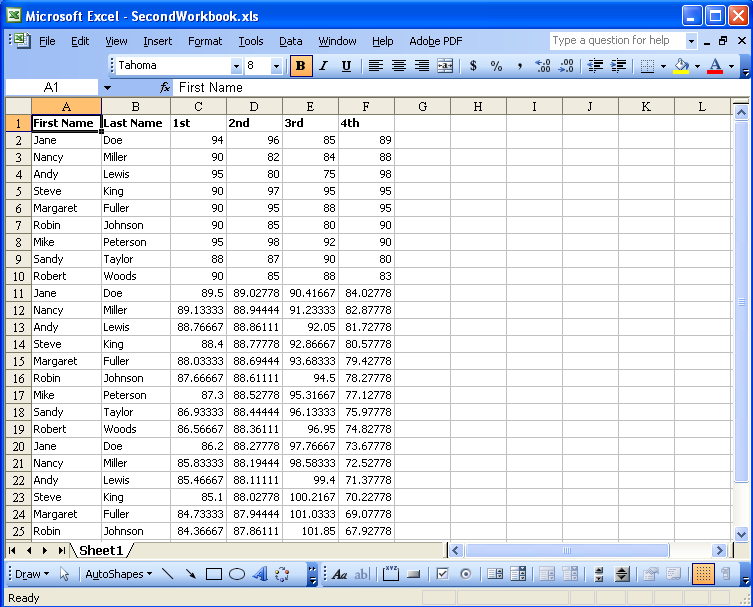 Microsoft Excel - SecondWorkbook.xls
File Edit View Insert Format Tools Data Window Help Adobe PDF Type a question for help
Tahoma 8 B I U $ % , .00 .00 A
A1 fx First Name
A B C D E F G H I J K L
1 First Name Last Name 1st 2nd 3rd 4th
2 Jane Doe 94 96 85 89
3 Nancy Miller 90 82 84 88
4 Andy Lewis 95 80 75 98
5 Steve King 90 97 95 95
6 Margaret Fuller 90 95 88 95
7 Robin Johnson 90 85 80 90
8 Mike Peterson 95 98 92 90
9 Sandy Taylor 88 87 90 80
10 Robert Woods 90 85 88 83
11 Jane Doe 89.5 89.02778 90.41667 84.02778
12 Nancy Miller 89.13333 88.94444 91.23333 82.87778
13 Andy Lewis 88.76667 88.86111 92.05 81.72778
14 Steve King 88.4 88.77778 92.86667 80.57778
15 Margaret Fuller 88.03333 88.69444 93.68333 79.42778
16 Robin Johnson 87.66667 88.61111 94.5 78.27778
17 Mike Peterson 87.3 88.52778 95.31667 77.12778
18 Sandy Taylor 86.93333 88.44444 96.13333 75.97778
19 Robert Woods 86.56667 88.36111 96.95 74.82778
20 Jane Doe 86.2 88.27778 97.76667 73.67778
21 Nancy Miller 85.83333 88.19444 98.58333 72.52778
22 Andy Lewis 85.46667 88.11111 99.4 71.37778
23 Steve King 85.1 88.02778 100.2167 70.22778
24 Margaret Fuller 84.73333 87.94444 101.0333 69.07778
25 Robin Johnson 84.36667 87.86111 101.85 67.92778
Sheet1
Draw AutoShapes Aa ab xyz
Ready